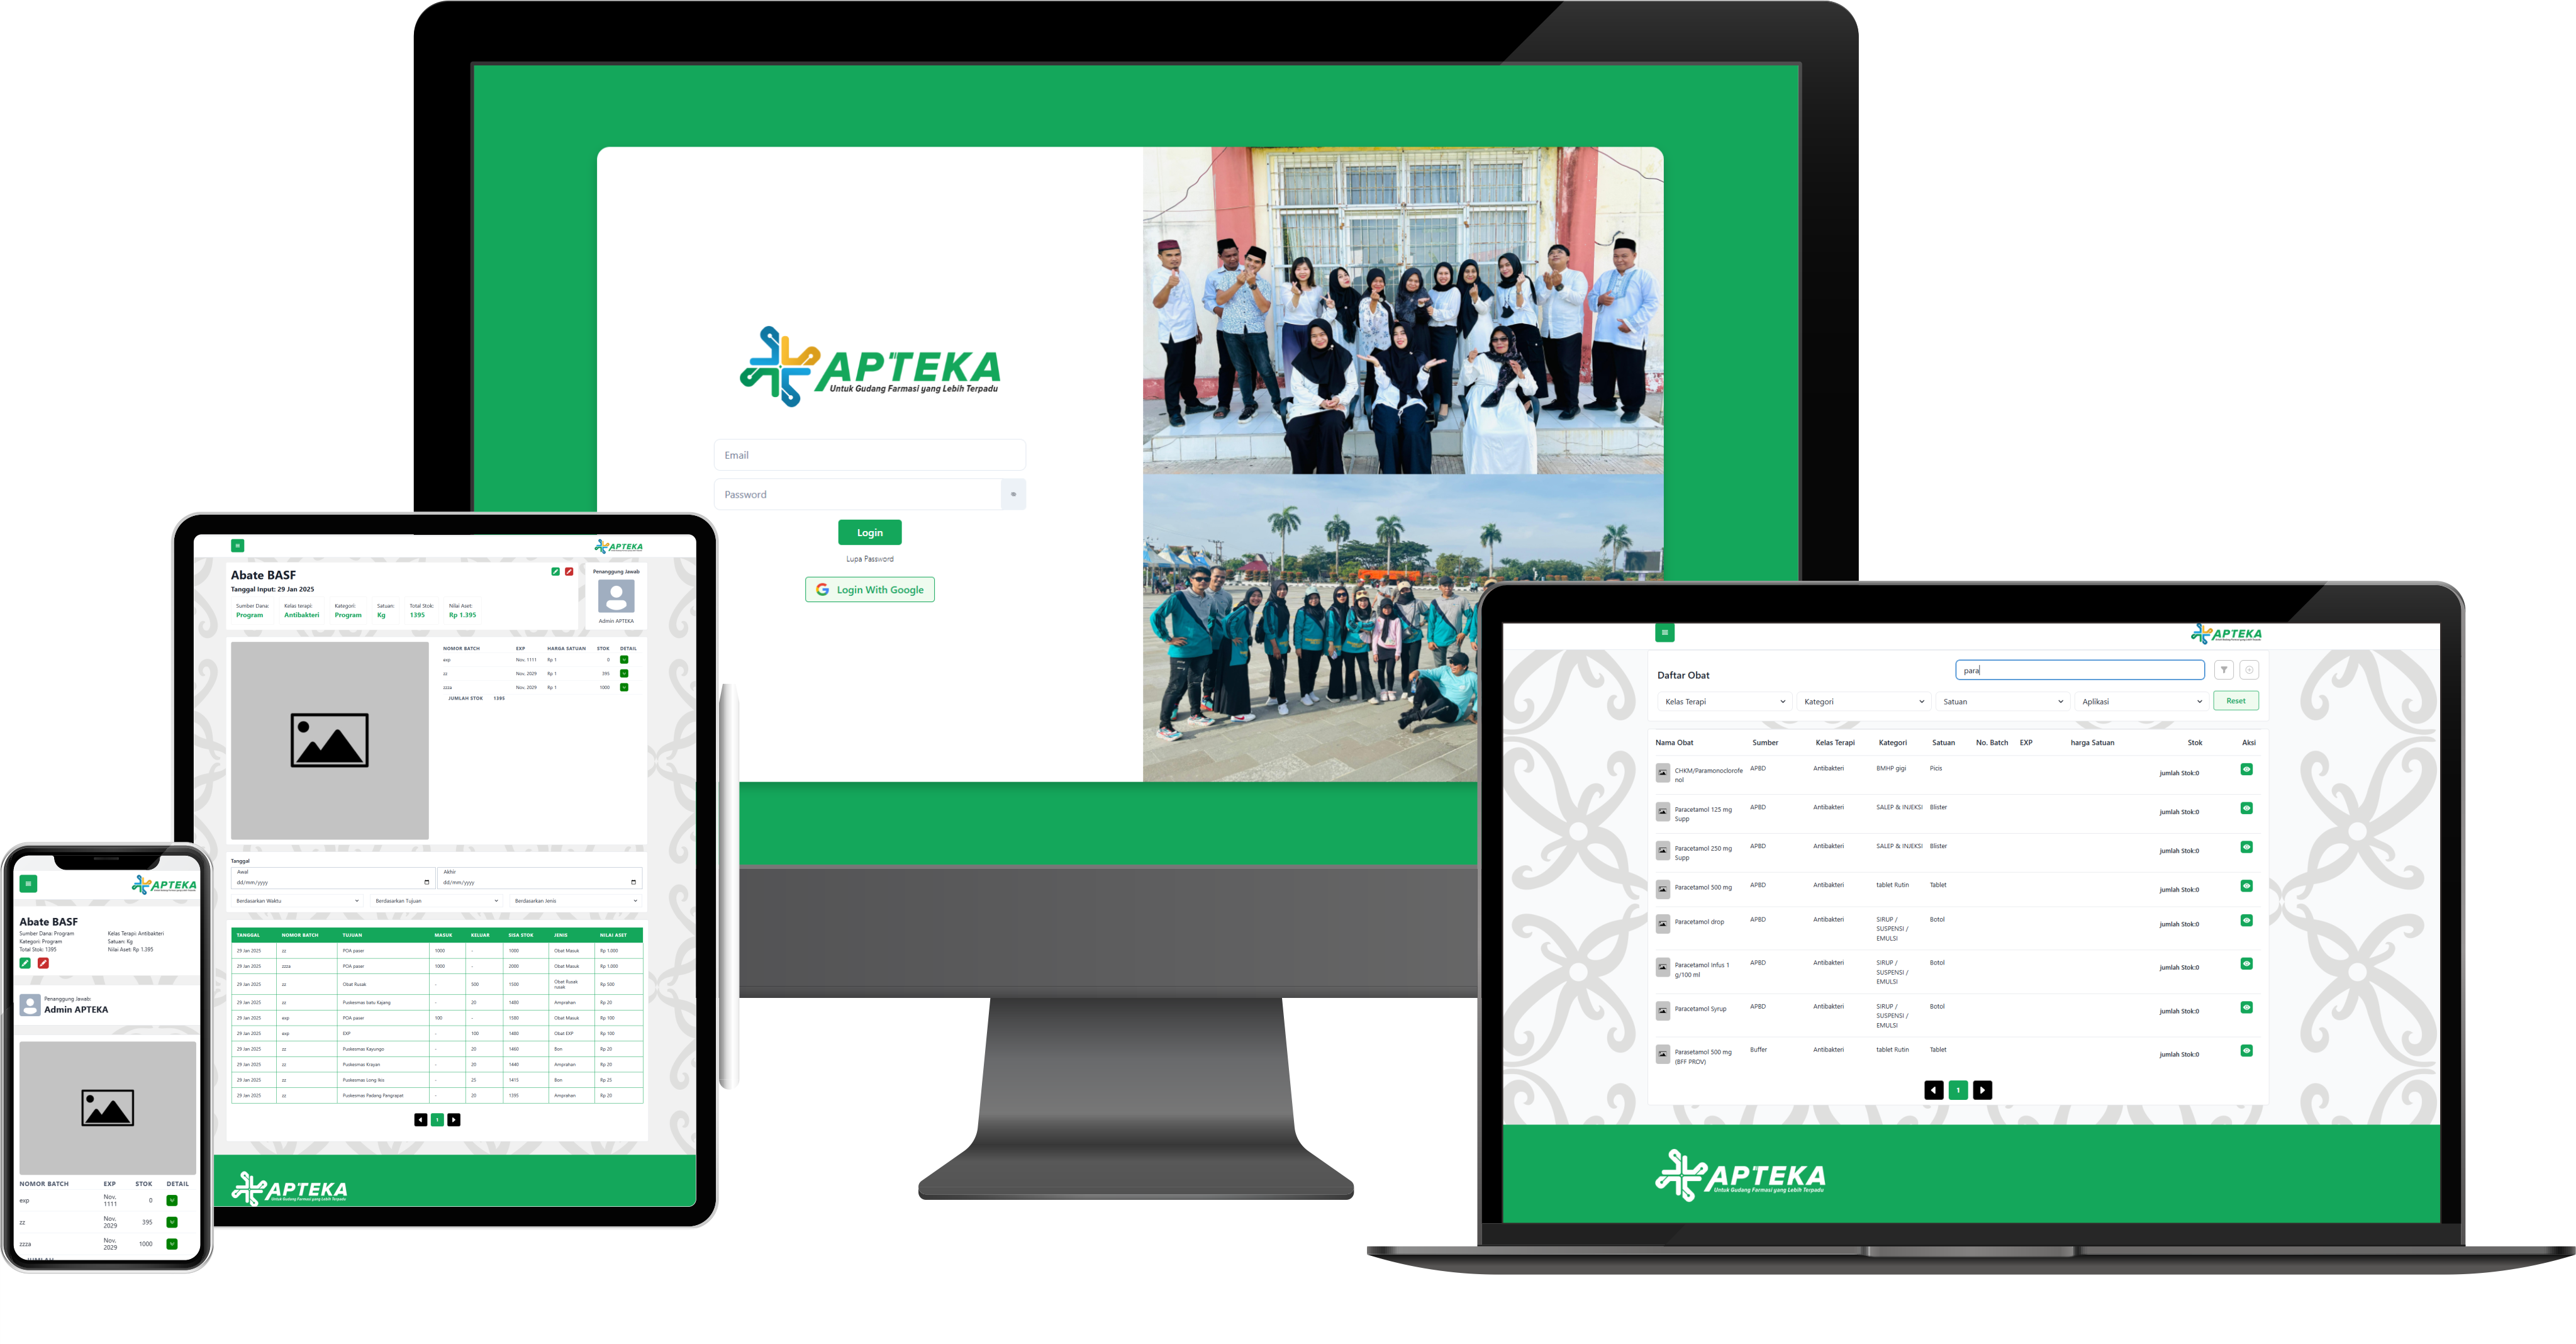 APTEKA
Untuk Gudang Farmasi yang Lebih Terpadu
Email
Password
Login
Lupa Password
Login With Google
APTEKA
Abate BASF
Tanggal Input: 29 Jan 2025
Sumber Dana: Kelas terapi: Kategori: Satuan: Total Stok: Nilai Aset:
Program Antibakteri Program Kg 1395 Rp 1.395
Penanggung Jawab
Admin APTEKA
NOMOR BATCH EXP HARGA SATUAN STOK DETAIL
exp Nov, 1111 Rp 1 0
zz Nov, 2029 Rp 1 395
zzza Nov, 2029 Rp 1 1000
JUMLAH STOK 1395
Tanggal
Awal Akhir
dd/mm/yyyy dd/mm/yyyy
Berdasarkan Waktu Berdasarkan Tujuan Berdasarkan Jenis
TANGGAL NOMOR BATCH TUJUAN MASUK KELUAR SISA STOK JENIS NILAI ASET
29 Jan 2025 zz POA paser 1000 - 1000 Obat Masuk Rp 1.000
29 Jan 2025 zzza POA paser 1000 - 2000 Obat Masuk Rp 1.000
29 Jan 2025 zz Obat Rusak - 500 1500 Obat Rusak rusak Rp 500
29 Jan 2025 zz Puskesmas batu Kajang - 20 1480 Amprahan Rp 20
29 Jan 2025 exp POA paser 100 - 1580 Obat Masuk Rp 100
29 Jan 2025 exp EXP - 100 1480 Obat EXP Rp 100
29 Jan 2025 zz Puskesmas Kayungo - 20 1460 Bon Rp 20
29 Jan 2025 zz Puskesmas Krayan - 20 1440 Amprahan Rp 20
29 Jan 2025 zz Puskesmas Long Ikis - 25 1415 Bon Rp 25
29 Jan 2025 zz Puskesmas Padang Pangrapat - 20 1395 Amprahan Rp 20
1
APTEKA
Untuk Gudang Farmasi yang Lebih Terpadu
APTEKA
Abate BASF
Sumber Dana: Program Kelas Terapi: Antibakteri
Kategori: Program Satuan: Kg
Total Stok: 1395 Nilai Aset: Rp 1.395
Penanggung Jawab:
Admin APTEKA
NOMOR BATCH EXP STOK DETAIL
exp Nov, 1111 0
zz Nov, 2029 395
zzza Nov, 2029 1000
APTEKA
Daftar Obat
para
Kelas Terapi Kategori Satuan Aplikasi Reset
Nama Obat Sumber Kelas Terapi Kategori Satuan No. Batch EXP harga Satuan Stok Aksi
CHKM/Paramonoclorofe nol APBD Antibakteri BMHP gigi Picis jumlah Stok:0
Paracetamol 125 mg Supp APBD Antibakteri SALEP & INJEKSI Blister jumlah Stok:0
Paracetamol 250 mg Supp APBD Antibakteri SALEP & INJEKSI Blister jumlah Stok:0
Paracetamol 500 mg APBD Antibakteri tablet Rutin Tablet jumlah Stok:0
Paracetamol drop APBD Antibakteri SIRUP / SUSPENSI / EMULSI Botol jumlah Stok:0
Paracetamol Infus 1 g/100 ml APBD Antibakteri SIRUP / SUSPENSI / EMULSI Botol jumlah Stok:0
Paracetamol Syrup APBD Antibakteri SIRUP / SUSPENSI / EMULSI Botol jumlah Stok:0
Parasetamol 500 mg (BFF PROV) Buffer Antibakteri tablet Rutin Tablet jumlah Stok:0
1
APTEKA
Untuk Gudang Farmasi yang Lebih Terpadu